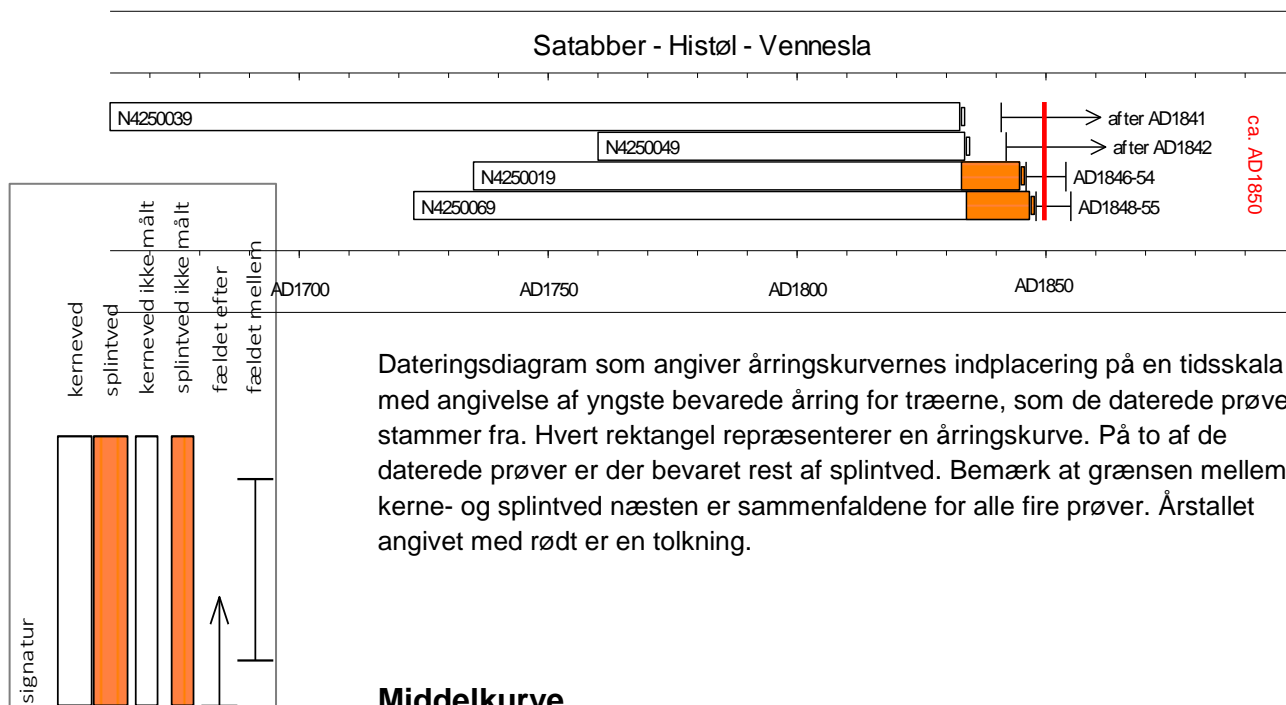 Satabber - Histøl - Vennesla
N4250039
after AD1841
N4250049
after AD1842
N4250019
AD1846-54
N4250069
AD1848-55
ca. AD1850
AD1700
AD1750
AD1800
AD1850
kerneved
splintved
kerneved ikke-målt
splintved ikke målt
fældet efter
fældet mellem
signatur
Dateringsdiagram som angiver årringskurvernes indplacering på en tidsskala
med angivelse af yngste bevarede årring for træerne, som de daterede prøve
stammer fra. Hvert rektangel repræsenterer en årringskurve. På to af de
daterede prøver er der bevaret rest af splintved. Bemærk at grænsen mellem
kerne- og splintved næsten er sammenfaldene for alle fire prøver. Årstallet
angivet med rødt er en tolkning.
Middelkurve